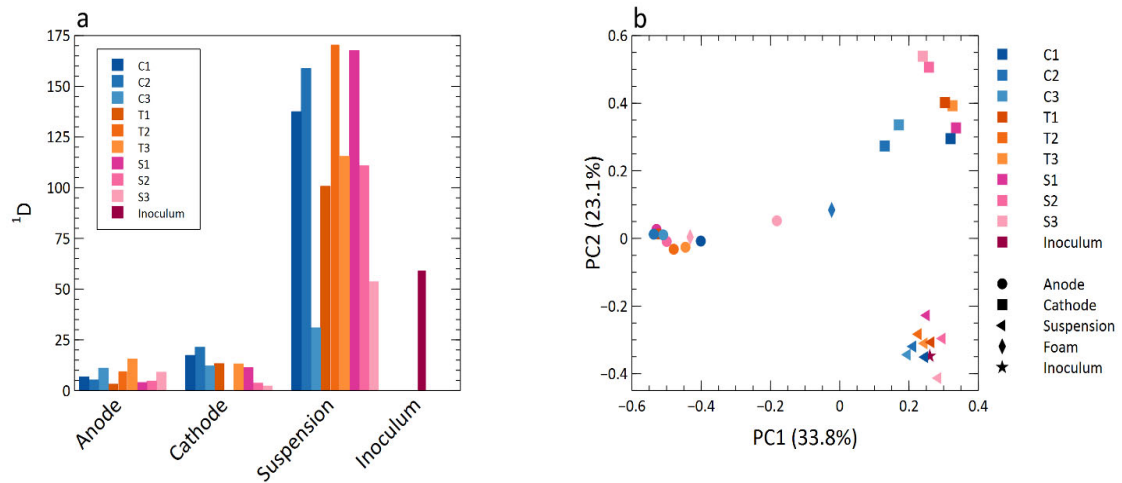 a
175
150
125
100
75
50
25
0
¹D
C1
C2
C3
T1
T2
T3
S1
S2
S3
Inoculum
Anode
Cathode
Suspension
Inoculum
b
0.6
0.4
0.2
0
−0.2
−0.4
PC2 (23.1%)
−0.6
−0.4
−0.2
0
0.2
0.4
PC1 (33.8%)
C1
C2
C3
T1
T2
T3
S1
S2
S3
Inoculum
Anode
Cathode
Suspension
Foam
Inoculum